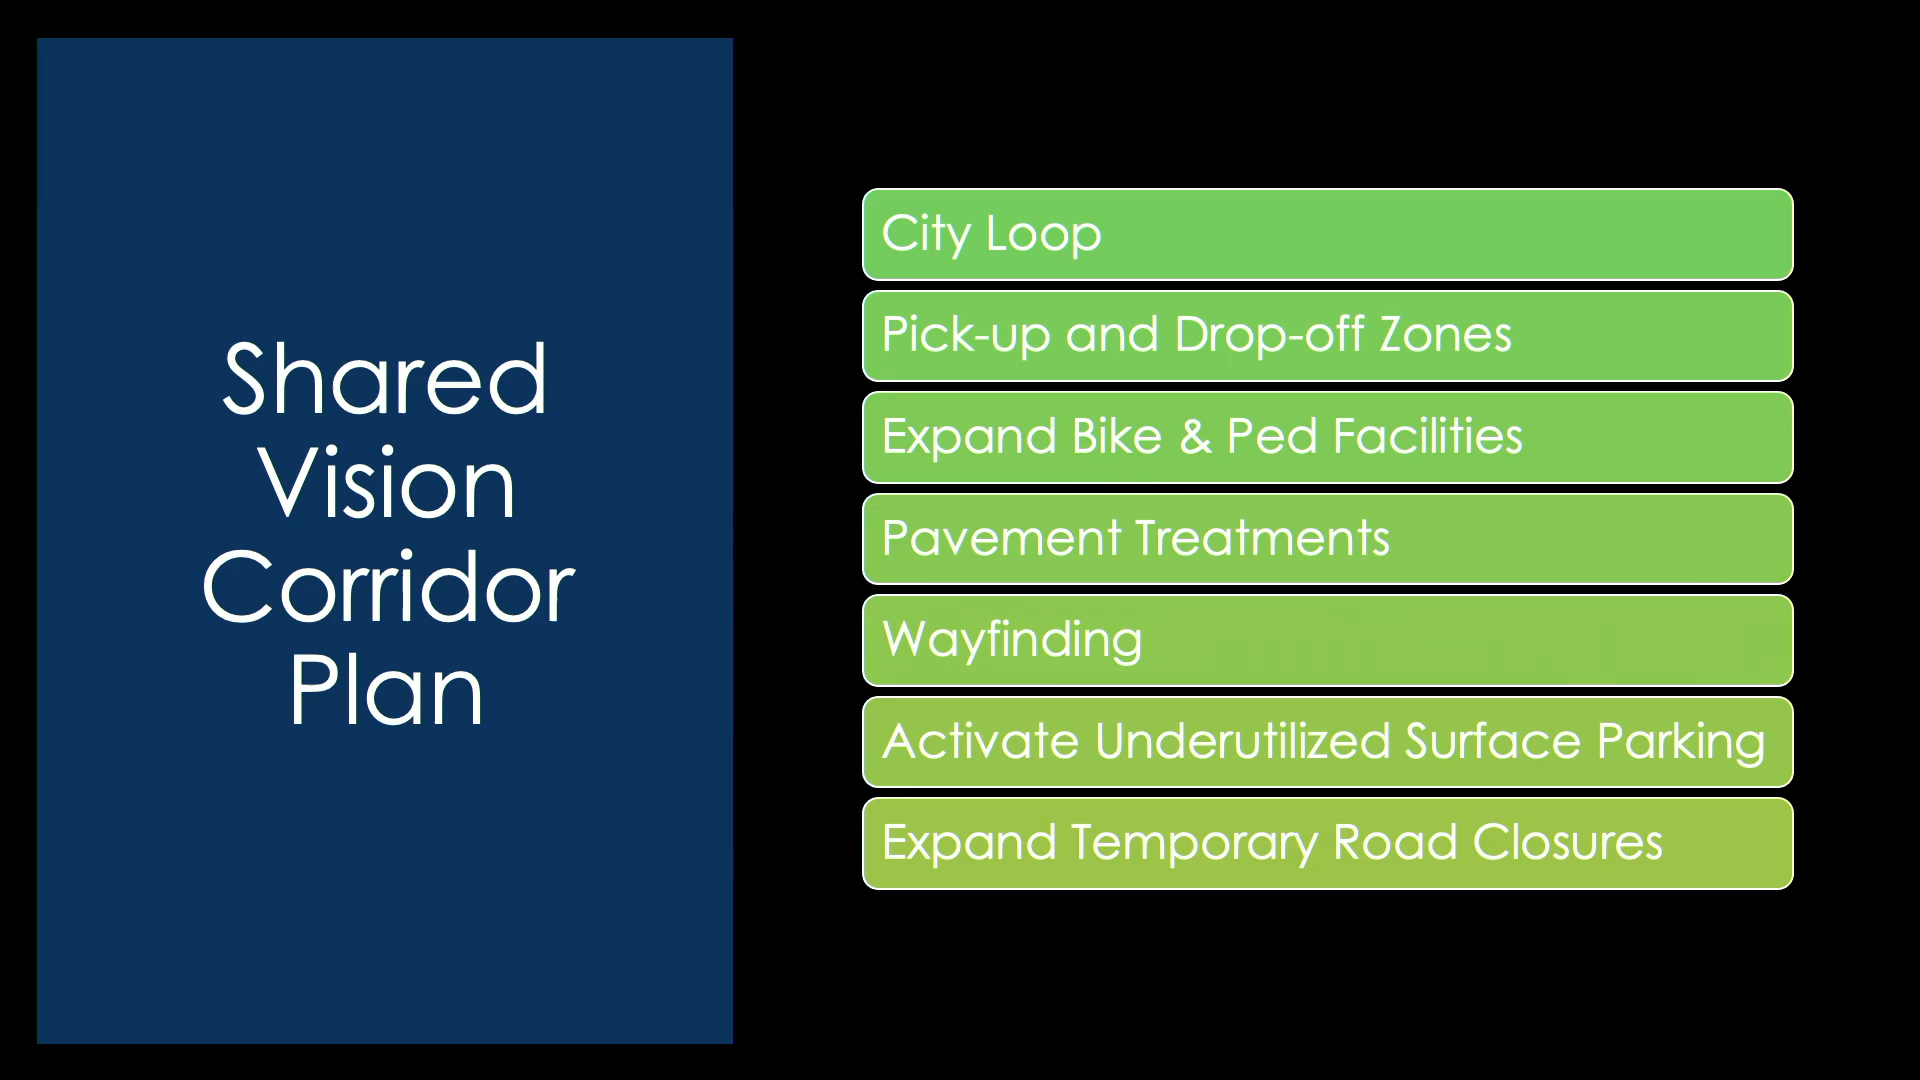 Shared
Vision
Corridor
Plan
City Loop
Pick-up and Drop-off Zones
Expand Bike & Ped Facilities
Pavement Treatments
Wayfinding
Activate Underutilized Surface Parking
Expand Temporary Road Closures